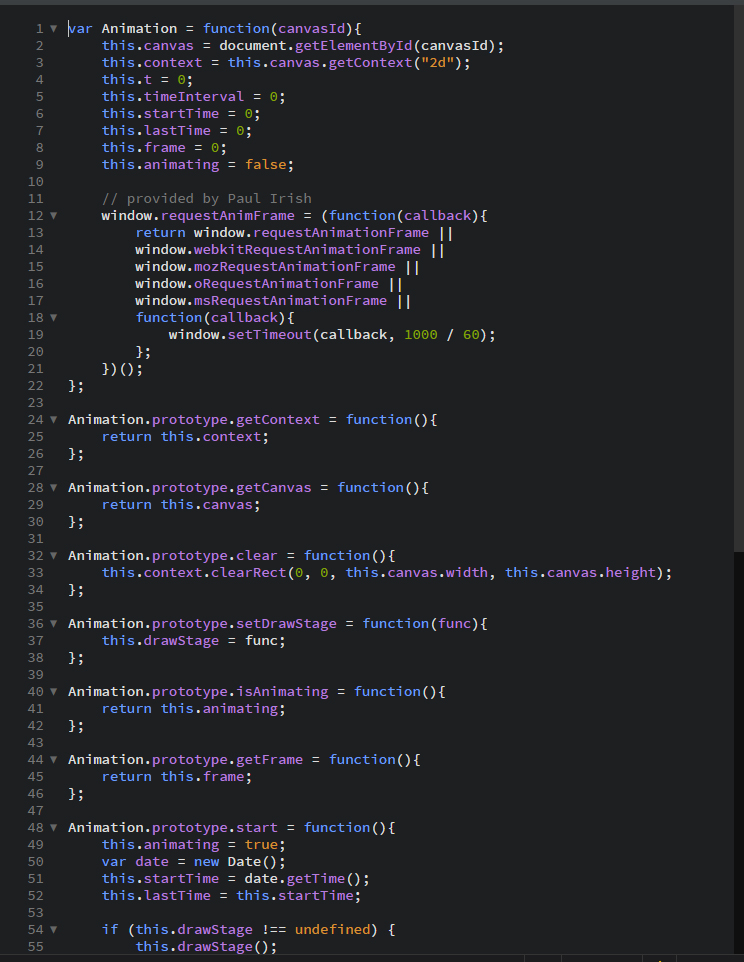 1 var Animation = function(canvasId){
2     this.canvas = document.getElementById(canvasId);
3     this.context = this.canvas.getContext("2d");
4     this.t = 0;
5     this.timeInterval = 0;
6     this.startTime = 0;
7     this.lastTime = 0;
8     this.frame = 0;
9     this.animating = false;
10
11     // provided by Paul Irish
12     window.requestAnimFrame = (function(callback){
13         return window.requestAnimationFrame ||
14         window.webkitRequestAnimationFrame ||
15         window.mozRequestAnimationFrame ||
16         window.oRequestAnimationFrame ||
17         window.msRequestAnimationFrame ||
18         function(callback){
19             window.setTimeout(callback, 1000 / 60);
20         };
21     })();
22 };
23
24 Animation.prototype.getContext = function(){
25     return this.context;
26 };
27
28 Animation.prototype.getCanvas = function(){
29     return this.canvas;
30 };
31
32 Animation.prototype.clear = function(){
33     this.context.clearRect(0, 0, this.canvas.width, this.canvas.height);
34 };
35
36 Animation.prototype.setDrawStage = function(func){
37     this.drawStage = func;
38 };
39
40 Animation.prototype.isAnimating = function(){
41     return this.animating;
42 };
43
44 Animation.prototype.getFrame = function(){
45     return this.frame;
46 };
47
48 Animation.prototype.start = function(){
49     this.animating = true;
50     var date = new Date();
51     this.startTime = date.getTime();
52     this.lastTime = this.startTime;
53
54     if (this.drawStage !== undefined) {
55         this.drawStage();